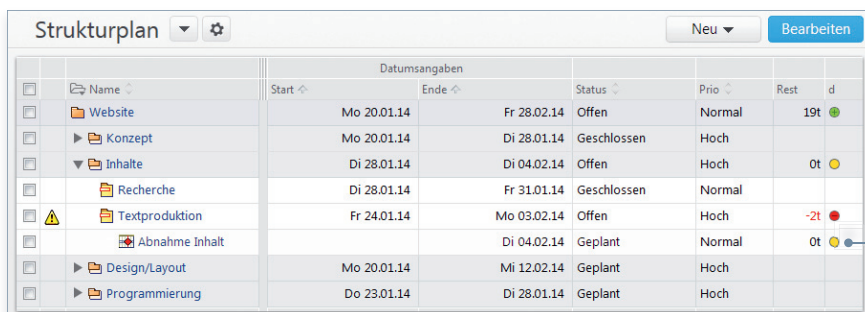 Strukturplan Neu Bearbeiten
Datumsangaben
Name Start Ende Status Prio Rest d
Website Mo 20.01.14 Fr 28.02.14 Offen Normal 19t
Konzept Mo 20.01.14 Di 28.01.14 Geschlossen Hoch
Inhalte Di 28.01.14 Di 04.02.14 Offen Hoch 0t
Recherche Di 28.01.14 Fr 31.01.14 Geschlossen Normal
Textproduktion Fr 24.01.14 Mo 03.02.14 Offen Hoch -2t
Abnahme Inhalt Di 04.02.14 Geplant Normal 0t
Design/Layout Mo 20.01.14 Mi 12.02.14 Geplant Hoch
Programmierung Do 23.01.14 Di 28.01.14 Geplant Hoch